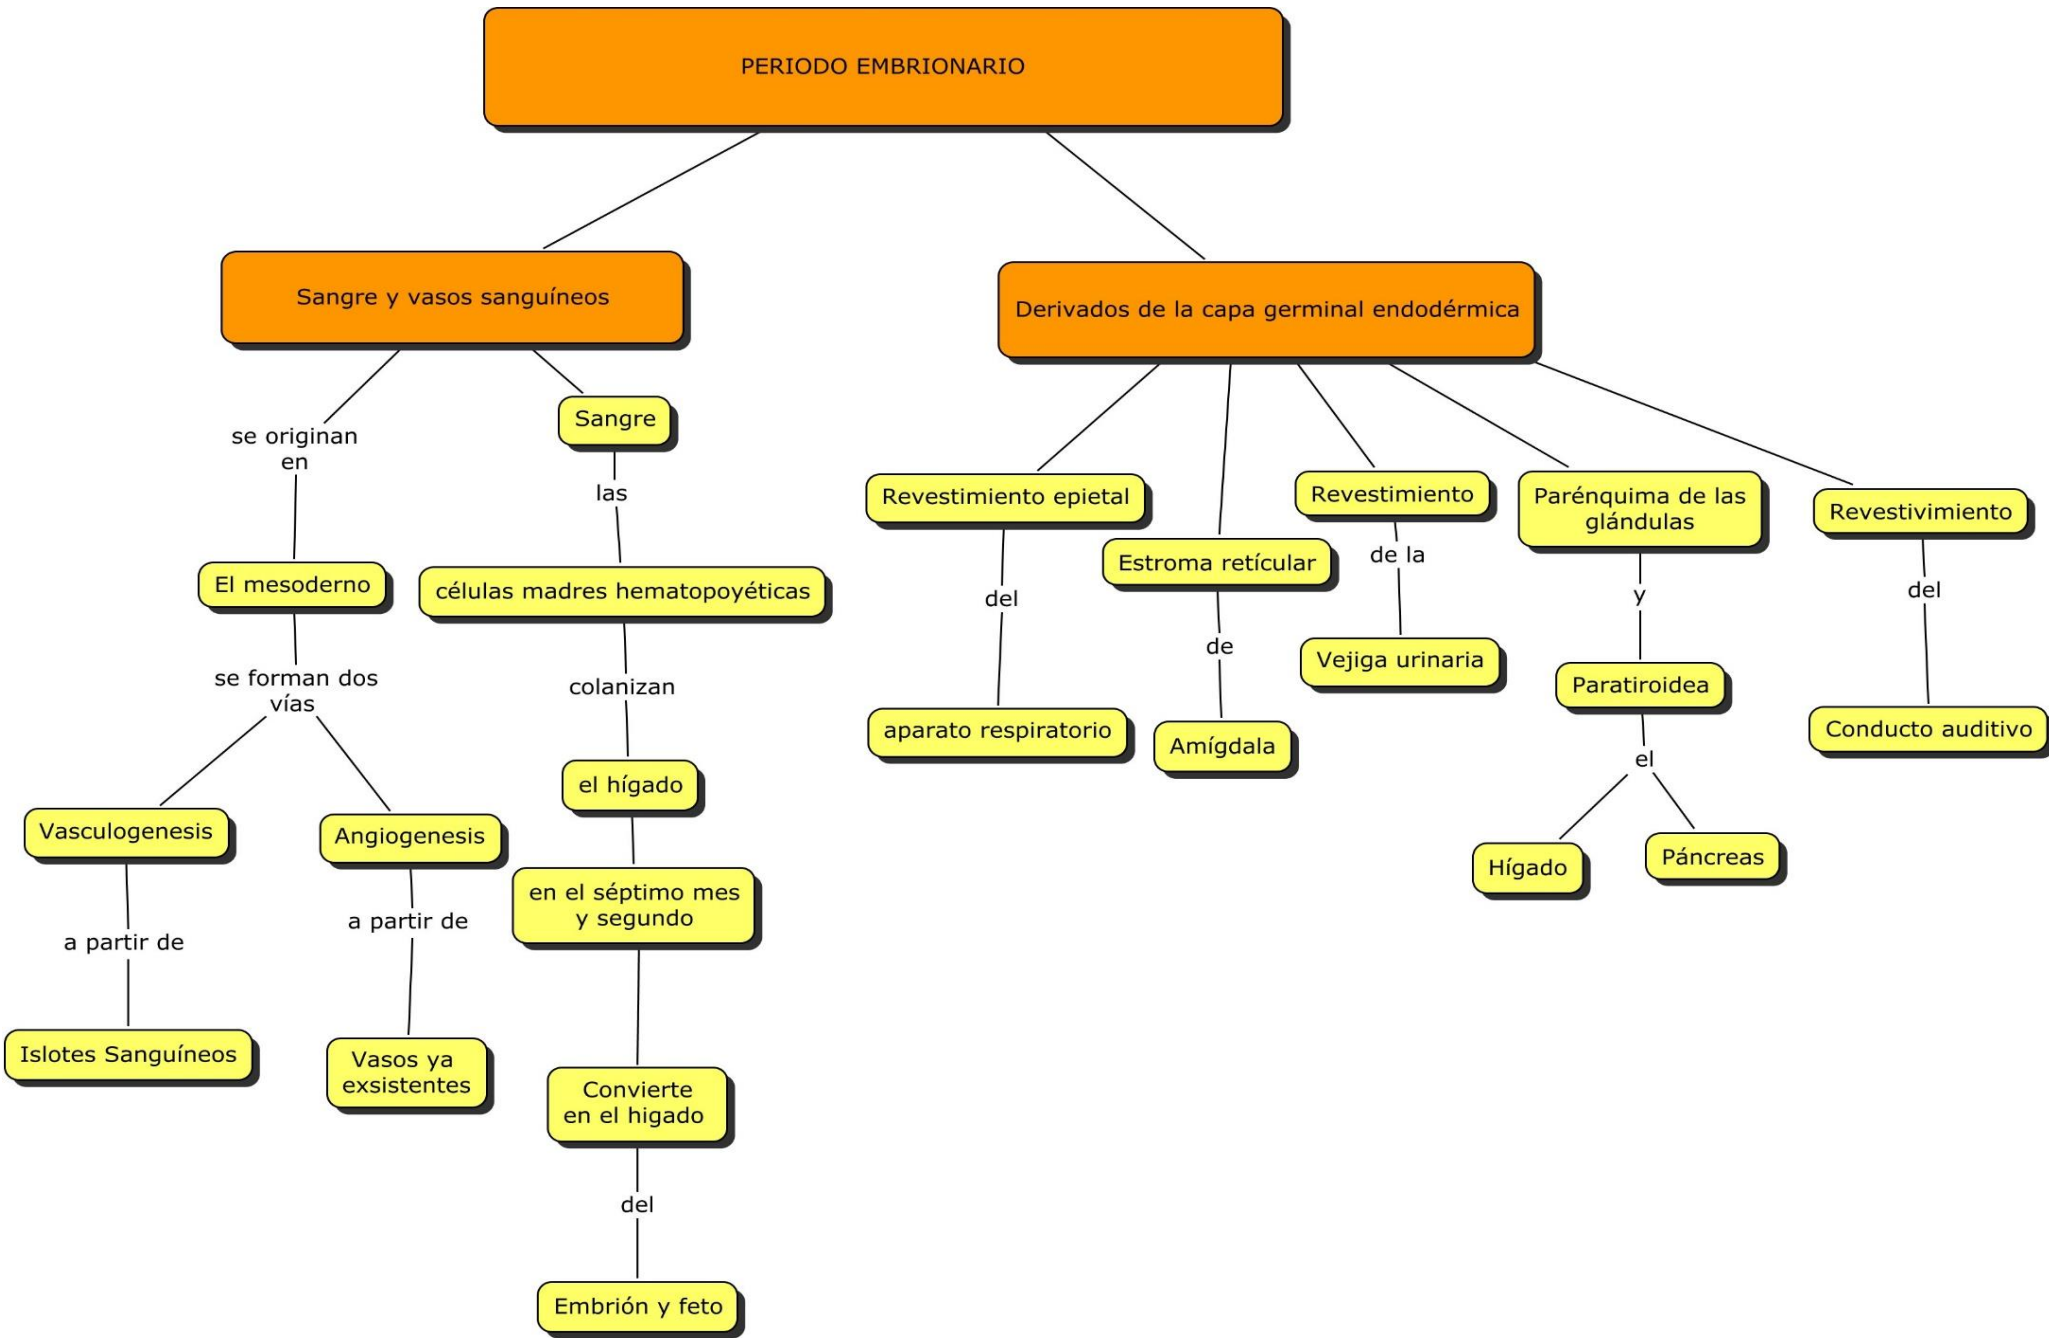 PERIODO EMBRIONARIO
Sangre y vasos sanguíneos
Derivados de la capa germinal endodérmica
se originan
en
El mesoderno
se forman dos
vías
Vasculogenesis
a partir de
Islotes Sanguíneos
Angiogenesis
a partir de
Vasos ya
exsistentes
Sangre
las
células madres hematopoyéticas
colanizan
el hígado
en el séptimo mes
y segundo
Convierte
en el higado
del
Embrión y feto
Revestimiento epietal
del
aparato respiratorio
Estroma retícular
de
Amígdala
Revestimiento
de la
Vejiga urinaria
Parénquima de las
glándulas
y
Paratiroidea
el
Hígado
Páncreas
Revestivimiento
del
Conducto auditivo